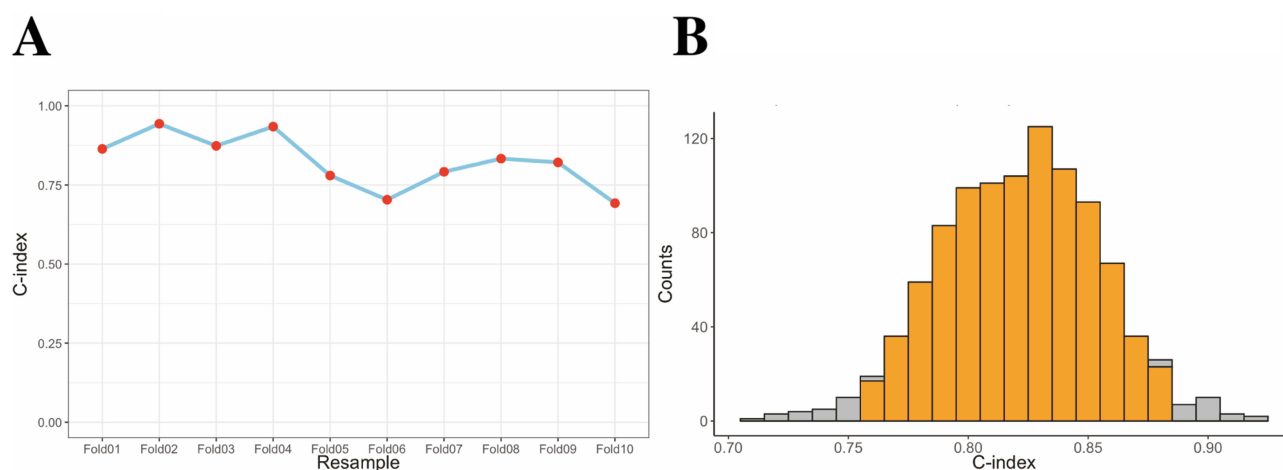 A
B
1.00
0.75
0.50
0.25
0.00
C-index
Fold01 Fold02 Fold03 Fold04 Fold05 Fold06 Fold07 Fold08 Fold09 Fold10
Resample
120
80
40
0
Counts
0.70 0.75 0.80 0.85 0.90
C-index